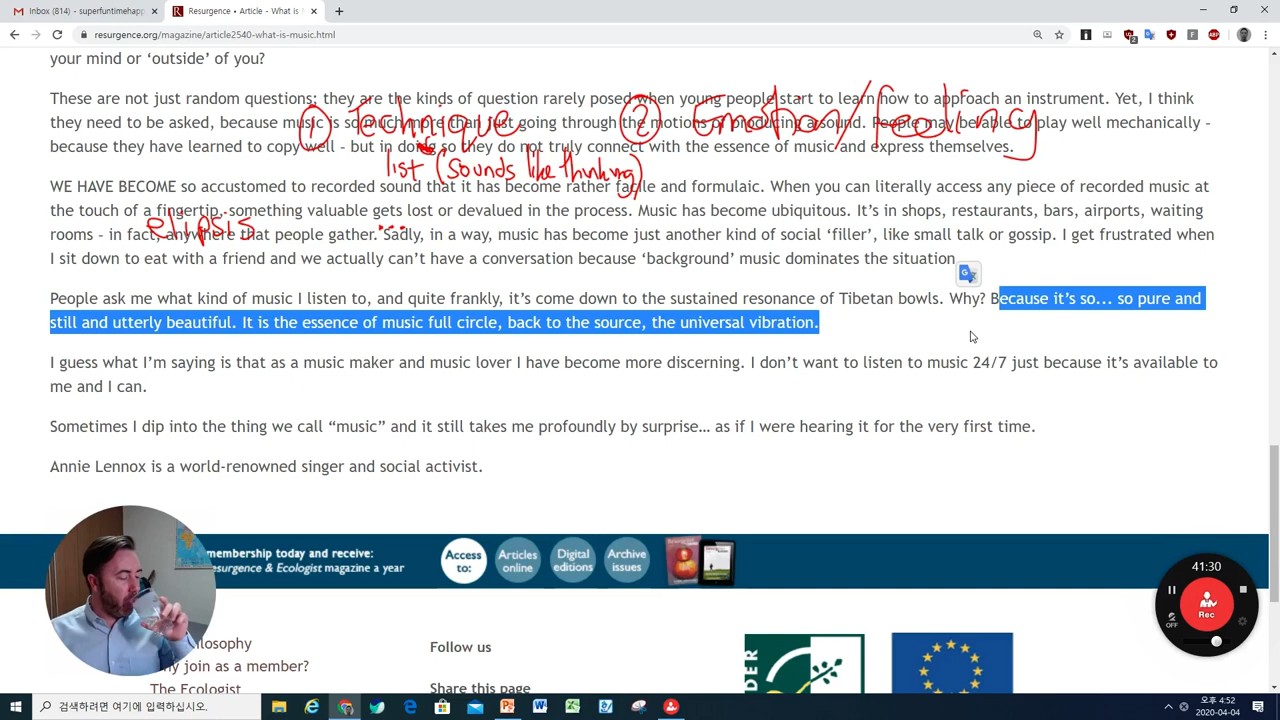 Inbox (814) - superfuntimehapp
Resurgence • Article - What is M
resurgence.org/magazine/article2540-what-is-music.html
your mind or ‘outside’ of you?
These are not just random questions; they are the kinds of question rarely posed when young people start to learn how to approach an instrument. Yet, I think
they need to be asked, because music is so much more than just going through the motions of producing a sound. People may be able to play well mechanically -
because they have learned to copy well - but in doing so they do not truly connect with the essence of music and express themselves.
① Technique ② Emotion/feeling
list (sounds like thinking)
WE HAVE BECOME so accustomed to recorded sound that it has become rather facile and formulaic. When you can literally access any piece of recorded music at
the touch of a fingertip, something valuable gets lost or devalued in the process. Music has become ubiquitous. It’s in shops, restaurants, bars, airports, waiting
rooms - in fact, anywhere that people gather. Sadly, in a way, music has become just another kind of social ‘filler’, like small talk or gossip. I get frustrated when
I sit down to eat with a friend and we actually can’t have a conversation because ‘background’ music dominates the situation
elipsis ...
People ask me what kind of music I listen to, and quite frankly, it’s come down to the sustained resonance of Tibetan bowls. Why? Because it’s so... so pure and
still and utterly beautiful. It is the essence of music full circle, back to the source, the universal vibration.
I guess what I’m saying is that as a music maker and music lover I have become more discerning. I don’t want to listen to music 24/7 just because it’s available to
me and I can.
Sometimes I dip into the thing we call “music” and it still takes me profoundly by surprise… as if I were hearing it for the very first time.
Annie Lennox is a world-renowned singer and social activist.
membership today and receive:
esurgence & Ecologist magazine a year
Access to:
Articles online
Digital editions
Archive issues
41:30
Rec
OFF
ilosophy
y join as a member?
The Ecologist
Follow us
Share this page
DER
검색하려면 여기에 입력하십시오.
오후 4:52
2020-04-04